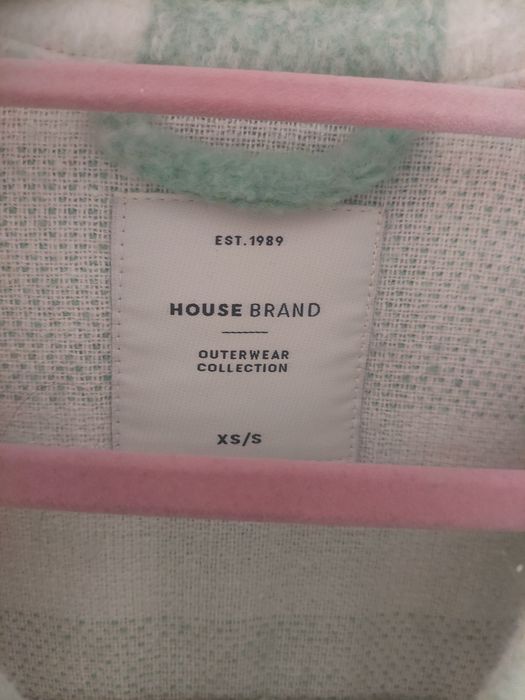 EST.1989
HOUSE BRAND
OUTERWEAR
COLLECTION
XS/S